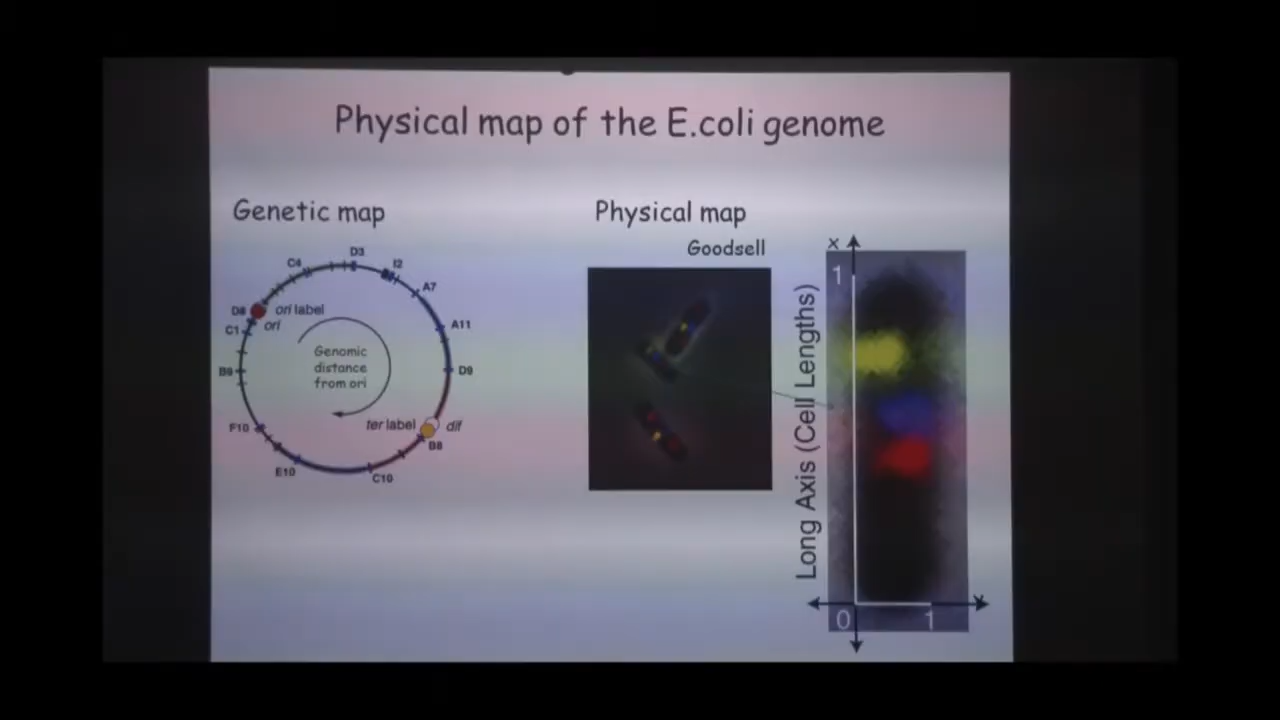 Physical map of the E.coli genome
Genetic map
Physical map
Goodsell
D3
C4
I2
A7
D8
ori label
ori
C1
A11
Genomic
distance
from ori
B9
D9
F10
ter label
dif
B8
E10
C10
x
1
Long Axis (Cell Lengths)
0
1